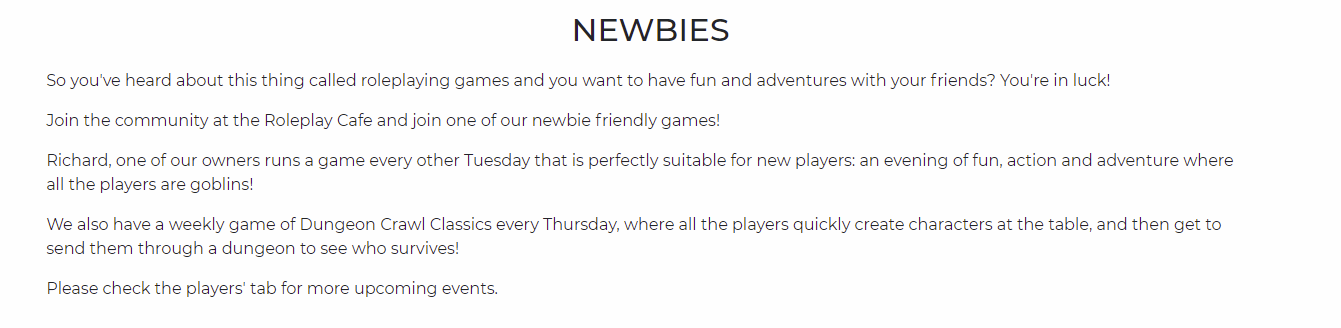 NEWBIES
So you've heard about this thing called roleplaying games and you want to have fun and adventures with your friends? You're in luck!
Join the community at the Roleplay Cafe and join one of our newbie friendly games!
Richard, one of our owners runs a game every other Tuesday that is perfectly suitable for new players: an evening of fun, action and adventure where
all the players are goblins!
We also have a weekly game of Dungeon Crawl Classics every Thursday, where all the players quickly create characters at the table, and then get to
send them through a dungeon to see who survives!
Please check the players' tab for more upcoming events.